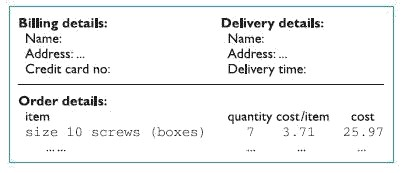 Billing details: Delivery details:
Name: Name:
Address: ... Address: ...
Credit card no: Delivery time:
Order details:
item quantity cost/item cost
size 10 screws (boxes) 7 3.71 25.97
... ... ... ... ...